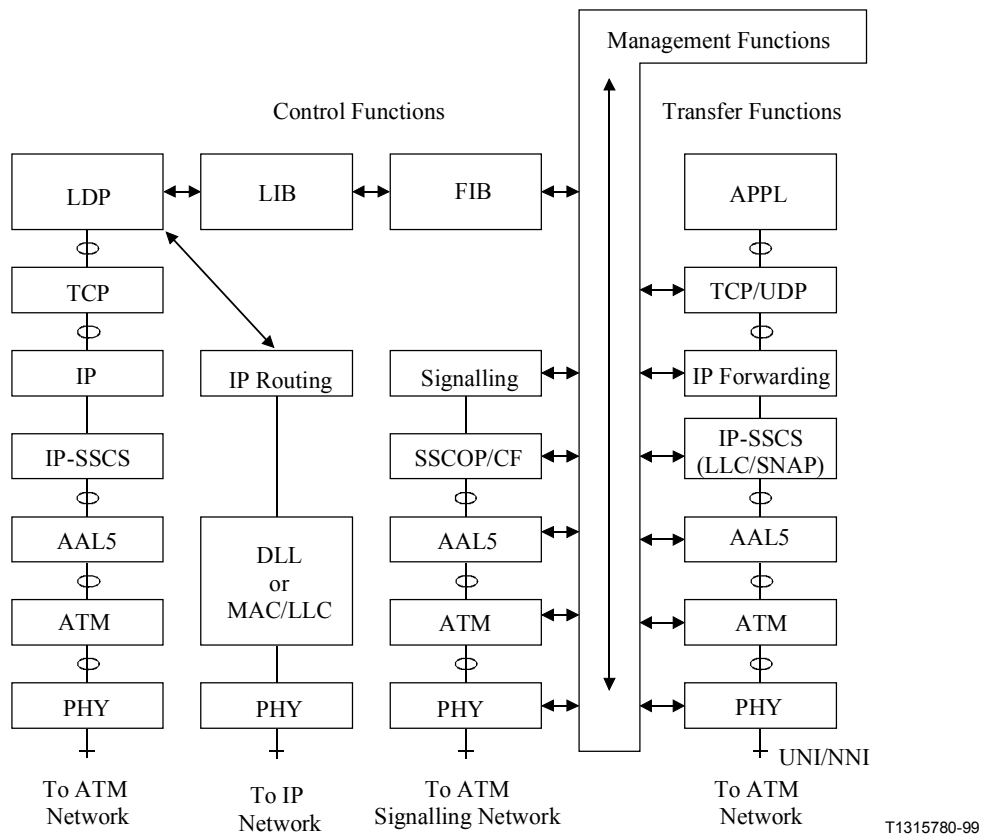 Management Functions
Control Functions
Transfer Functions
LDP
LIB
FIB
APPL
TCP
TCP/UDP
IP
IP Routing
Signalling
IP Forwarding
IP-SSCS
SSCOP/CF
IP-SSCS
(LLC/SNAP)
AAL5
DLL
or
MAC/LLC
AAL5
AAL5
ATM
ATM
ATM
PHY
PHY
PHY
PHY
UNI/NNI
To ATM
Network
To IP
Network
To ATM
Signalling Network
To ATM
Network
T1315780-99